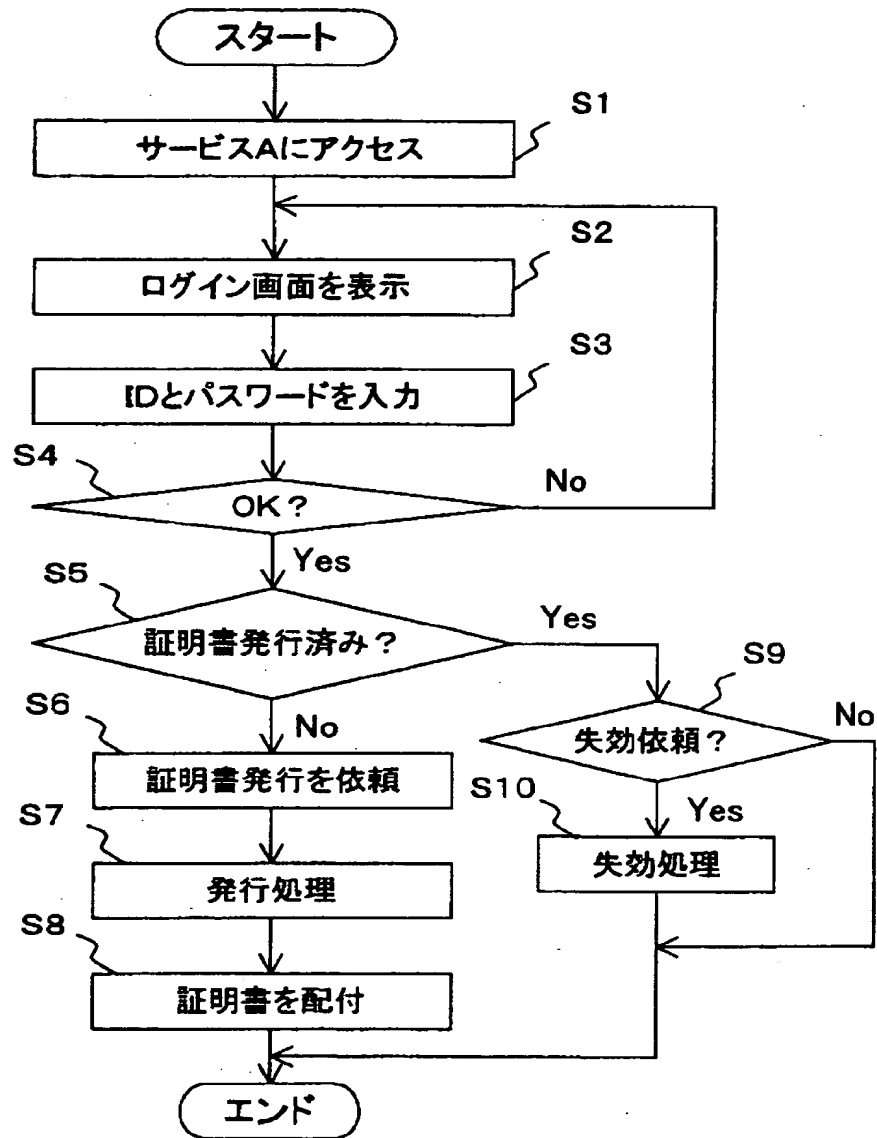 スタート
S1
サービスAにアクセス
S2
ログイン画面を表示
S3
IDとパスワードを入力
S4
OK?
No
Yes
S5
証明書発行済み?
Yes
S9
S6
No
失効依頼?
No
証明書発行を依頼
S10
Yes
S7
発行処理
失効処理
S8
証明書を配付
エンド